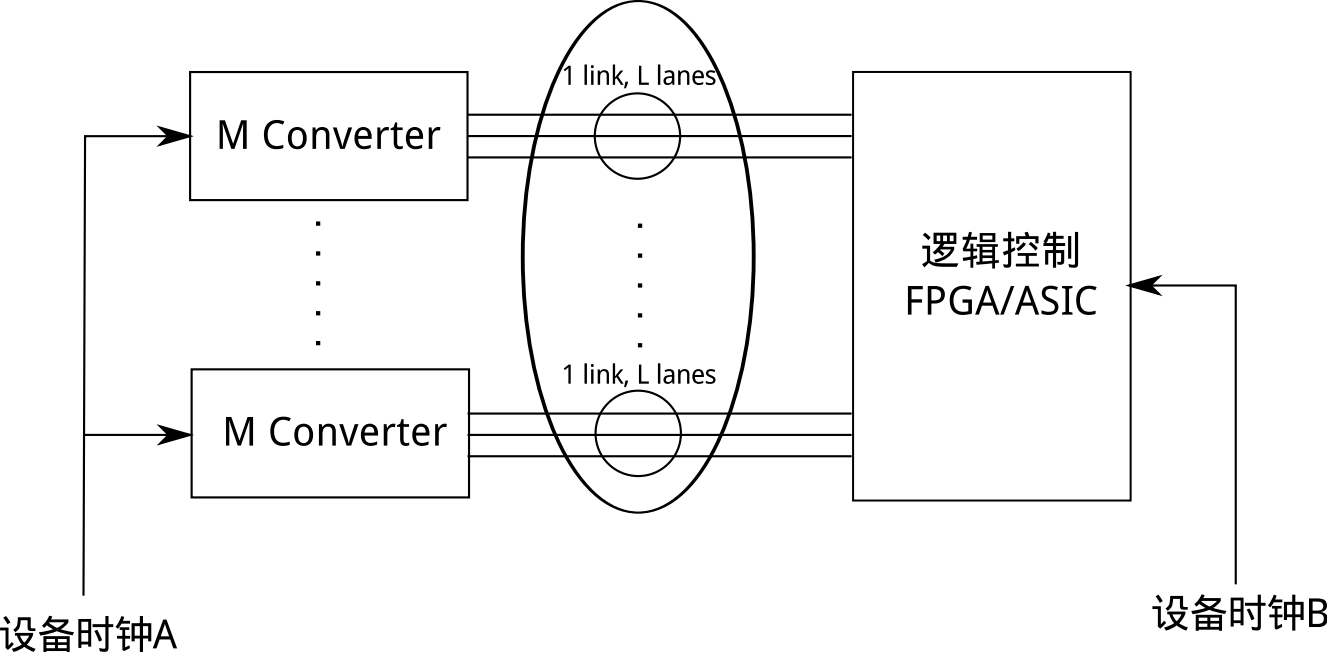 1 link, L lanes
M Converter
逻辑控制
FPGA/ASIC
1 link, L lanes
M Converter
设备时钟A
设备时钟B